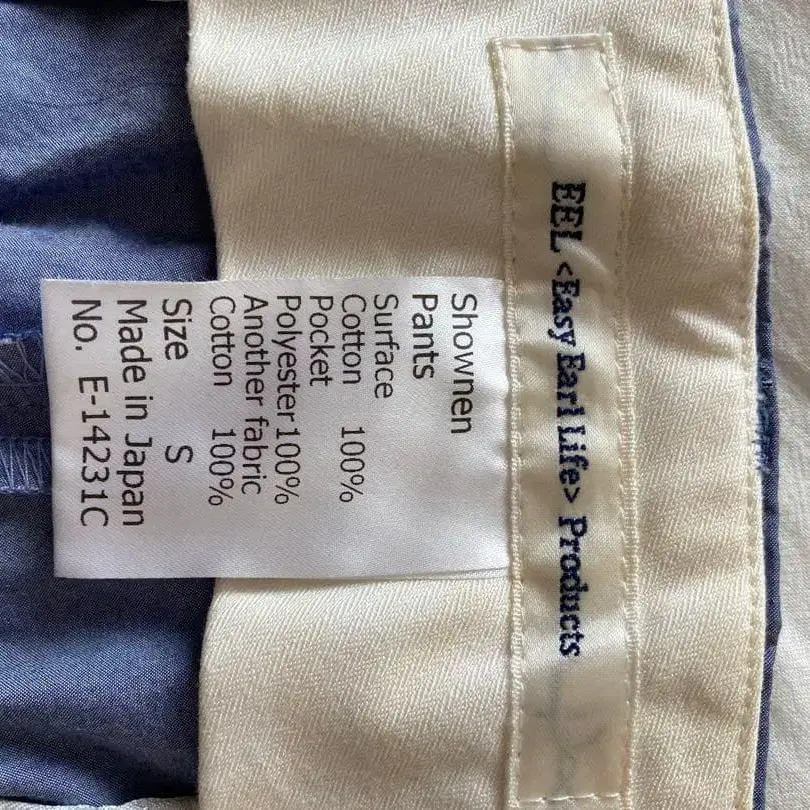 EEL <Easy Earl Life> Products
Shownen
Pants
Surface
Cotton 100%
Pocket
Polyester 100%
Another fabric
Cotton 100%
Size S
Made in Japan
No. E-14231C